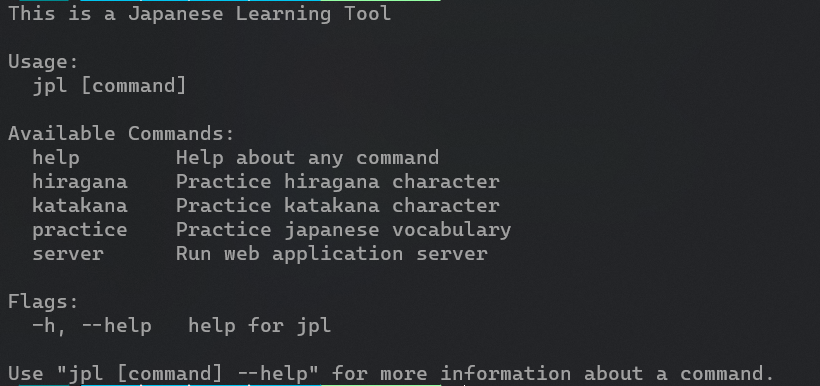 This is a Japanese Learning Tool
Usage:
  jpl [command]
Available Commands:
  help        Help about any command
  hiragana    Practice hiragana character
  katakana    Practice katakana character
  practice    Practice japanese vocabulary
  server      Run web application server
Flags:
  -h, --help   help for jpl
Use "jpl [command] --help" for more information about a command.